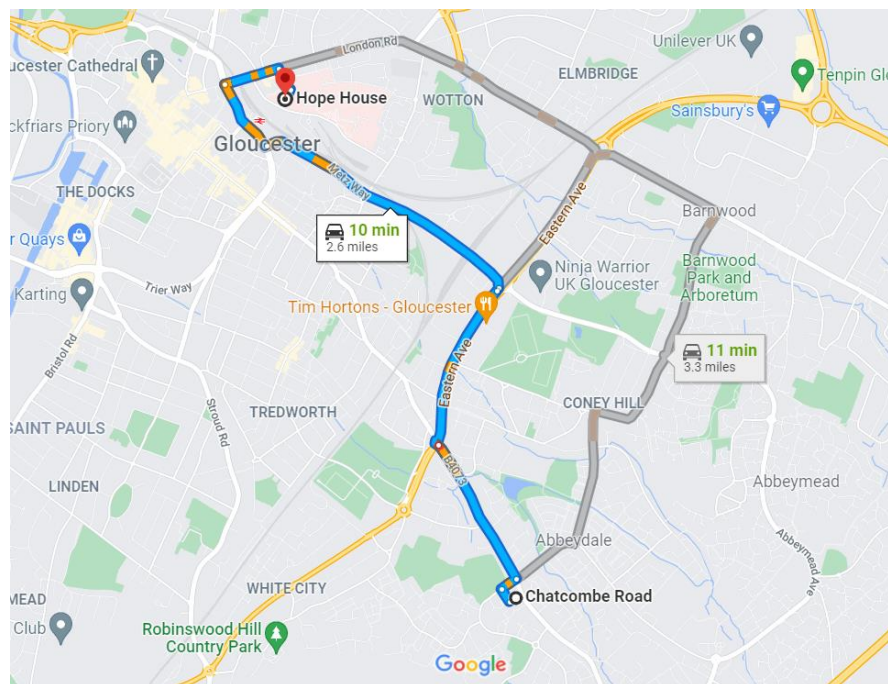 London Rd
Unilever UK
ucester Cathedral
ELMBRIDGE
Tenpin Gl
Hope House
WOTTON
Sainsbury's
ckfriars Priory
Gloucester
Metz Way
THE DOCKS
Eastern Ave
Barnwood
10 min
2.6 miles
r Quays
Ninja Warrior
UK Gloucester
Barnwood
Park and
Arboretum
Trier Way
Karting
Tim Hortons - Gloucester
Bristol Rd
11 min
3.3 miles
Eastern Ave
CONEY HILL
TREDWORTH
Stroud Rd
SAINT PAULS
B4073
Abbeymead
LINDEN
Abbeydale
Abbeymead Ave
WHITE CITY
Chatcombe Road
MEAD
Club
Robinswood Hill
Country Park
Google